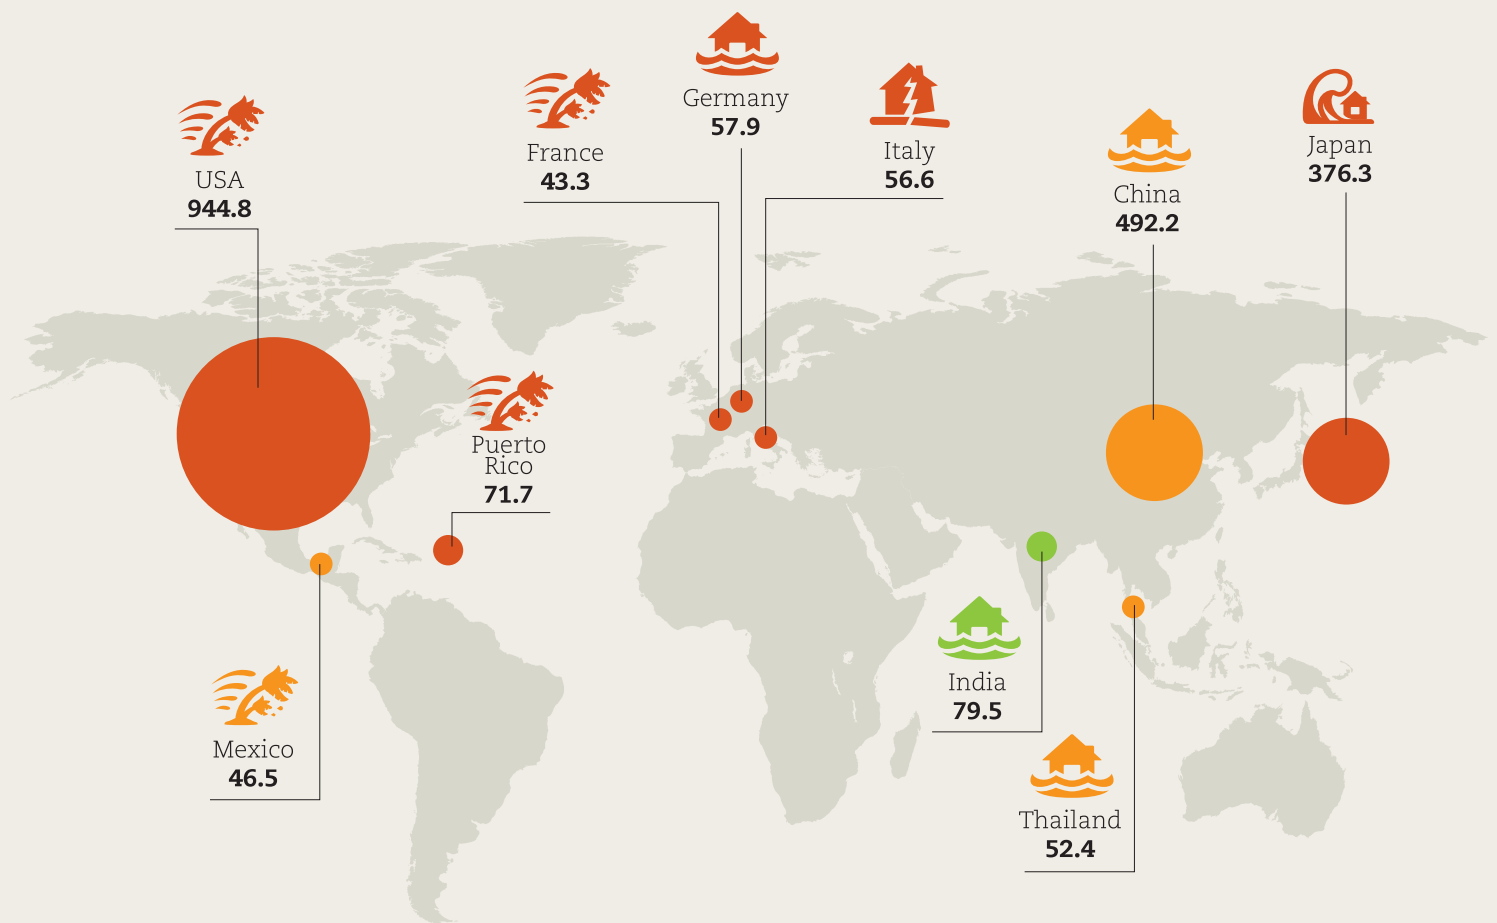 Germany
57.9
France
43.3
Italy
56.6
Japan
376.3
USA
944.8
China
492.2
Puerto
Rico
71.7
India
79.5
Mexico
46.5
Thailand
52.4